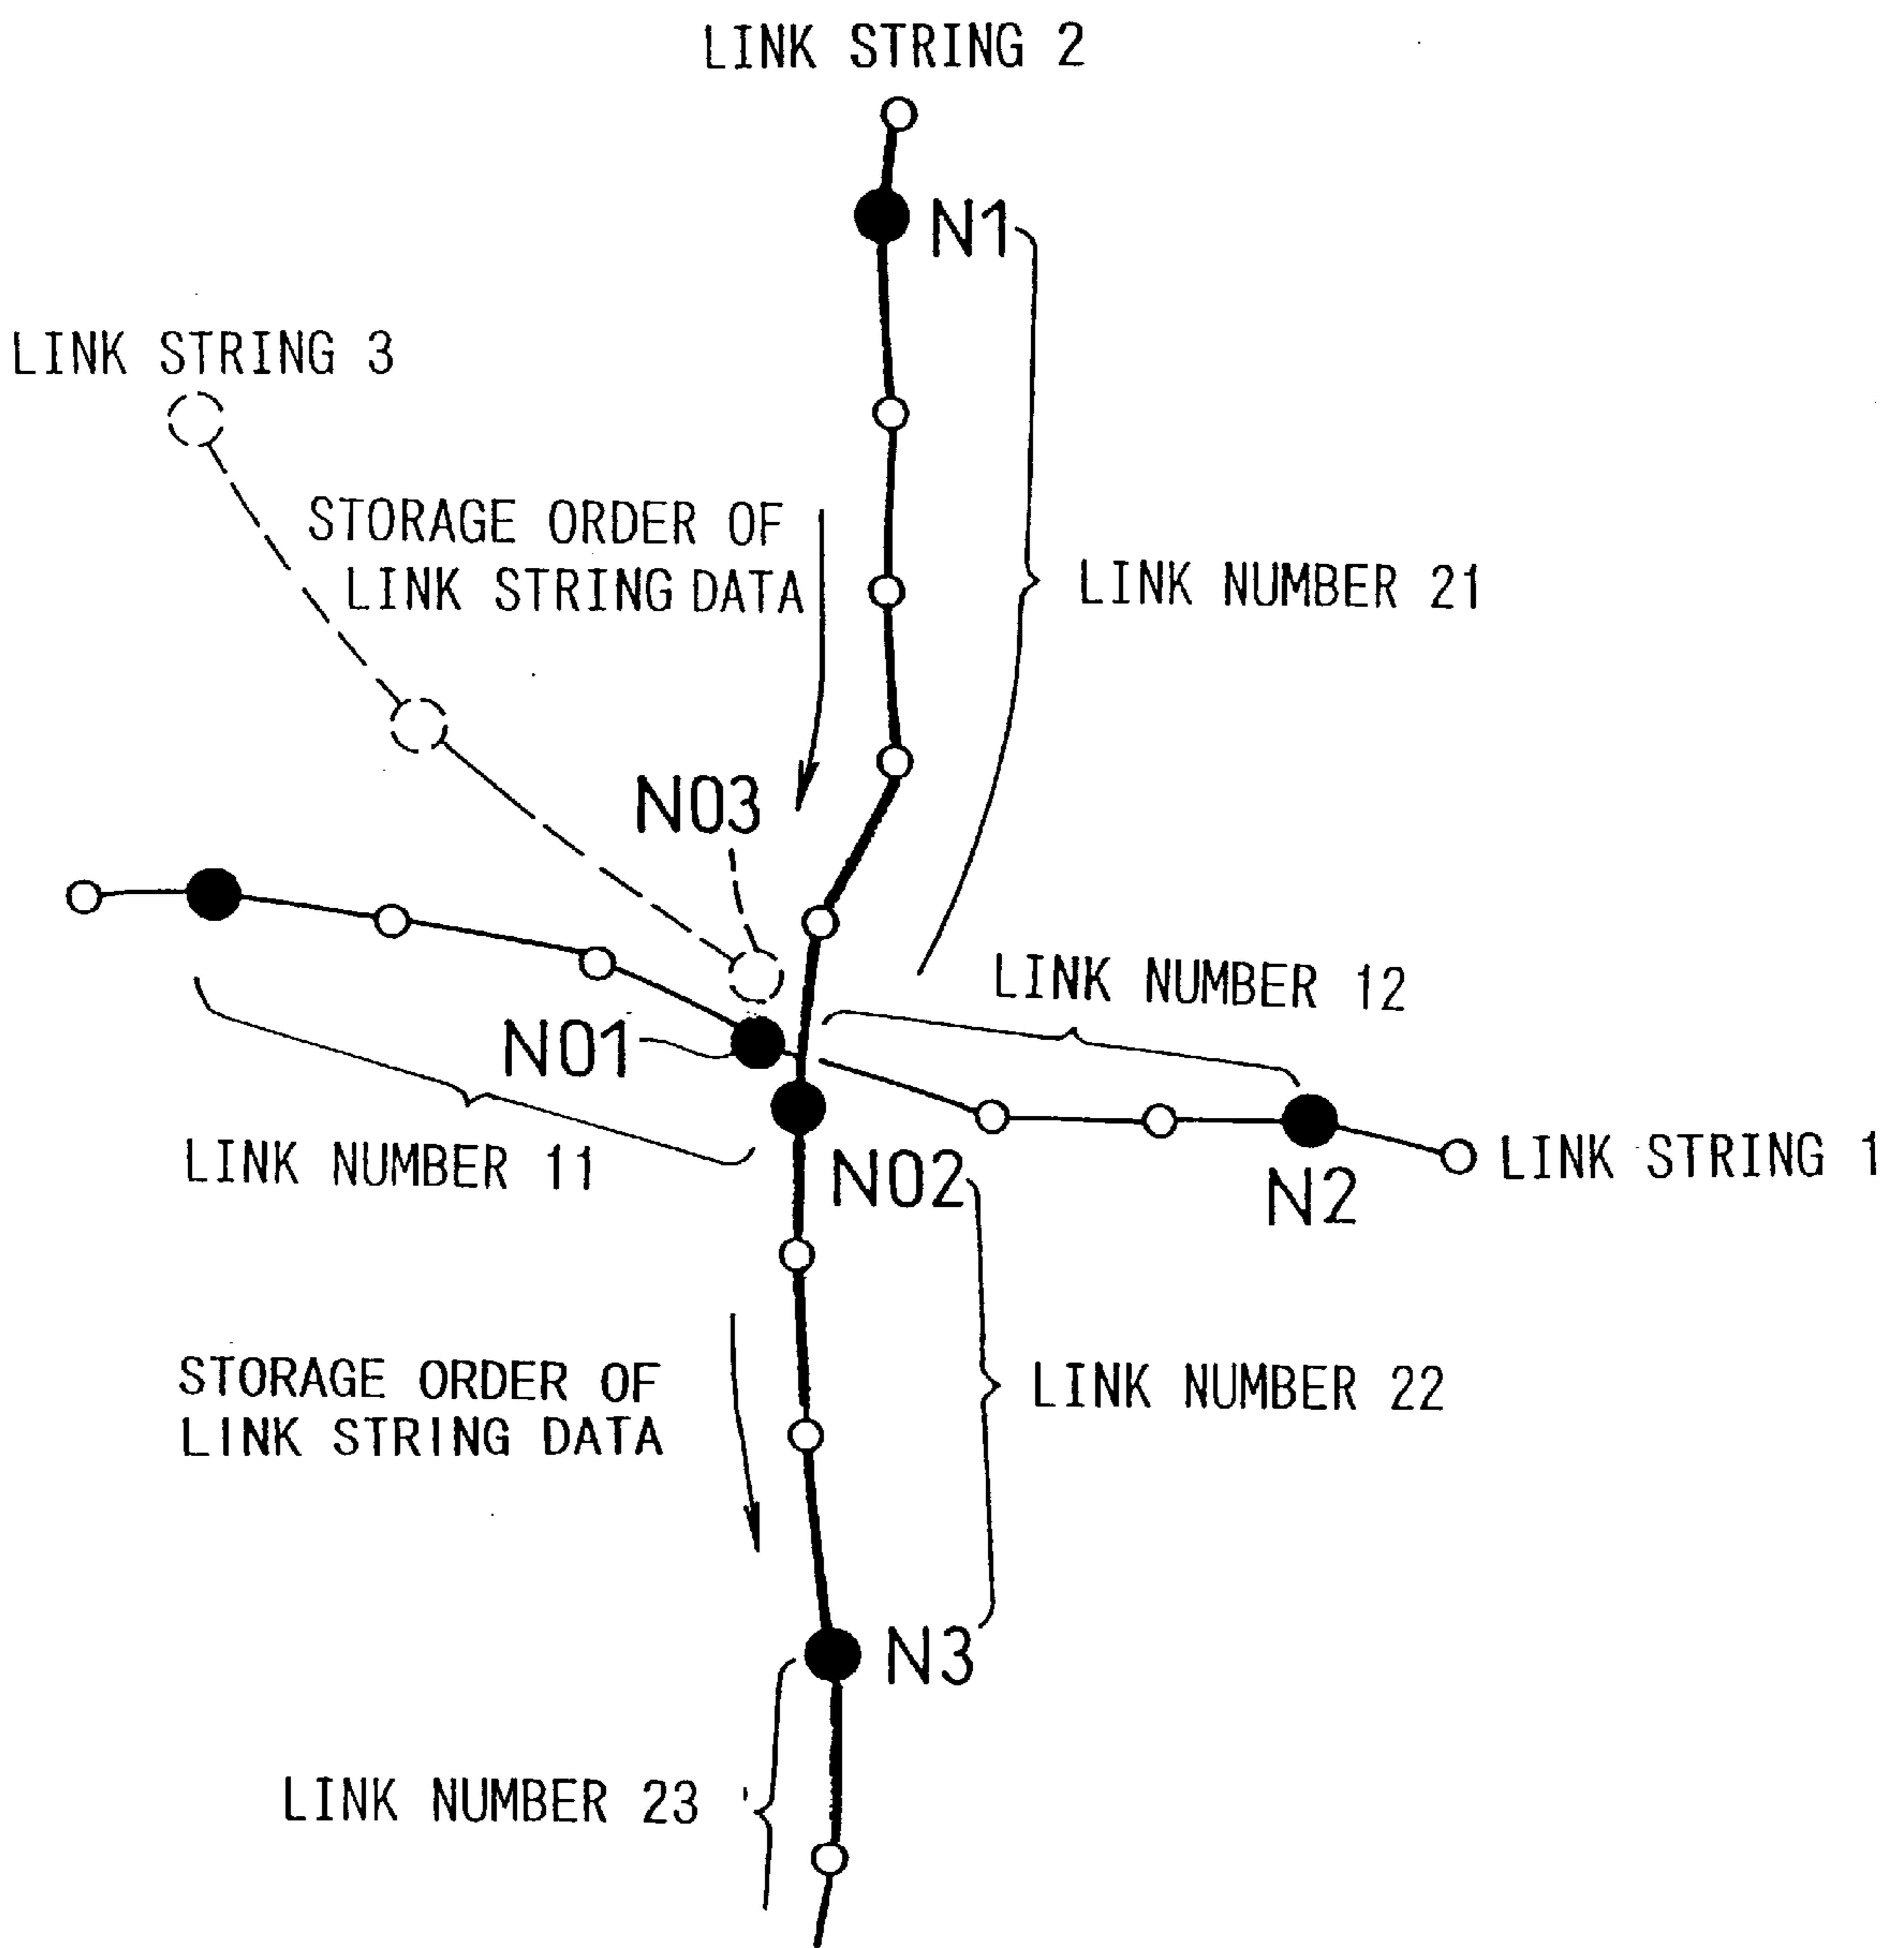 LINK STRING 2
N1
LINK STRING 3
STORAGE ORDER OF
LINK STRING DATA
LINK NUMBER 21
N03
LINK NUMBER 12
N01
LINK NUMBER 11
N02
N2
LINK STRING 1
STORAGE ORDER OF
LINK STRING DATA
LINK NUMBER 22
N3
LINK NUMBER 23